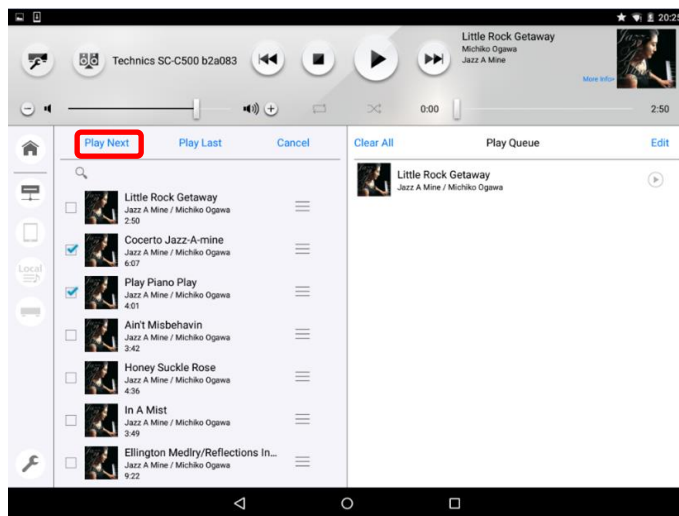 20:25
Technics SC-C500 b2a083
Little Rock Getaway
Michiko Ogawa
Jazz A Mine
More Info>
0:00
2:50
Play Next
Play Last
Cancel
Clear All
Play Queue
Edit
Little Rock Getaway
Jazz A Mine / Michiko Ogawa
2:50
Cocerto Jazz-A-mine
Jazz A Mine / Michiko Ogawa
6:07
Play Piano Play
Jazz A Mine / Michiko Ogawa
4:01
Ain't Misbehavin
Jazz A Mine / Michiko Ogawa
3:42
Honey Suckle Rose
Jazz A Mine / Michiko Ogawa
4:36
In A Mist
Jazz A Mine / Michiko Ogawa
3:49
Ellington Medlry/Reflections In...
Jazz A Mine / Michiko Ogawa
9:22
Little Rock Getaway
Jazz A Mine / Michiko Ogawa
Local